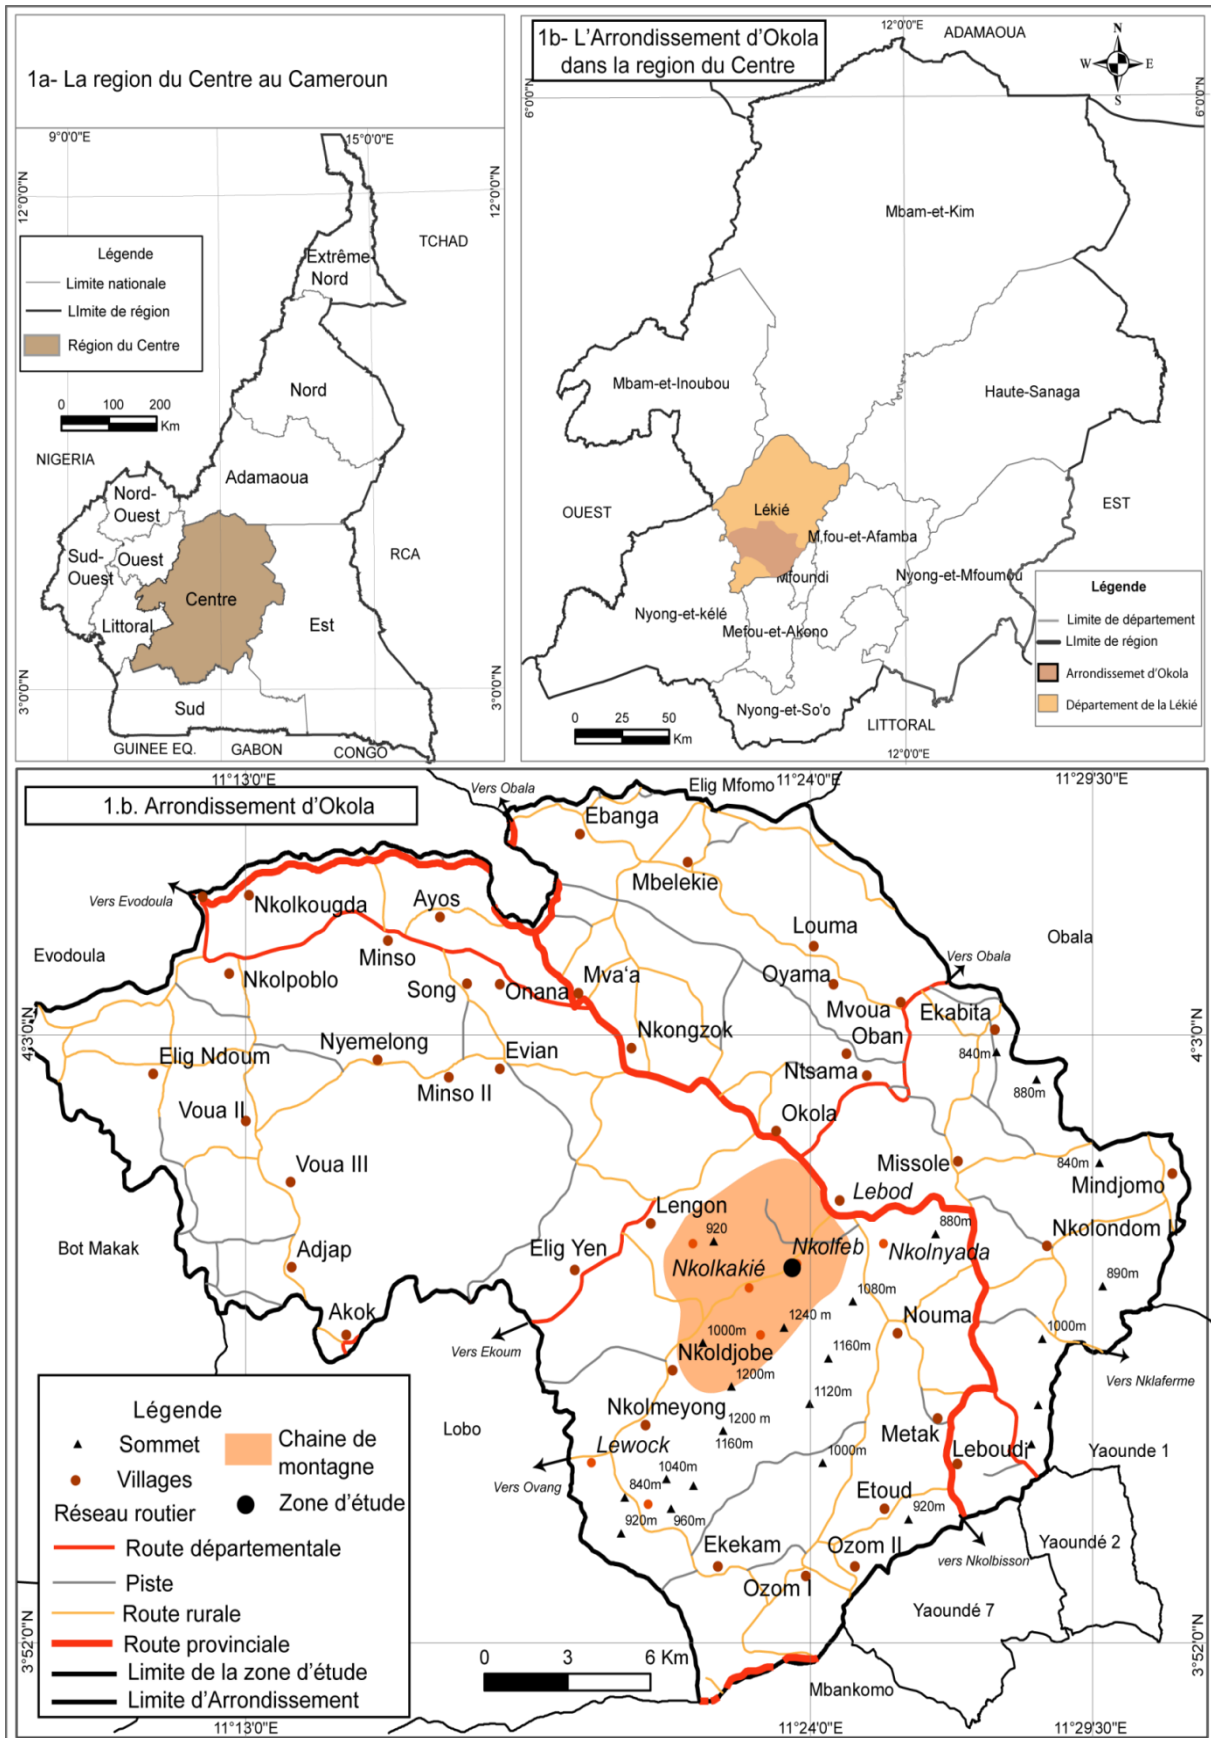 1a- La region du Centre au Cameroun
9°0'0"E
15°0'0"E
12°0'0"N
12°0'0"N
TCHAD
Légende
Limite nationale
LImite de région
Région du Centre
Extrême-
Nord
0 100 200
Km
Nord
NIGERIA
Adamaoua
Nord-
Ouest
Sud-
Ouest
Ouest
RCA
Centre
Littoral
Est
3°0'0"N
3°0'0"N
Sud
GUINEE EQ.
GABON
CONGO
1b- L'Arrondissement d'Okola
dans la region du Centre
12°0'0"E
ADAMAOUA
N
W
E
S
6°0'0"N
6°0'0"N
Mbam-et-Kim
Mbam-et-Inoubou
Haute-Sanaga
OUEST
Lékié
EST
M,fou-et-Afamba
Mfoundi
Nyong-et-Mfoumou
Nyong-et-kélé
Mefou-et-Akono
Nyong-et-So'o
LITTORAL
0 25 50
Km
12°0'0"E
Légende
Limite de département
LImite de région
Arrondissemet d'Okola
Département de la Lékié
11°13'0"E
11°24'0"E
11°29'30"E
1.b. Arrondissement d'Okola
Vers Obala
Elig Mfomo
Ebanga
Mbelekie
Vers Evodoula
Nkolkougda
Ayos
Evodoula
Minso
Louma
Obala
Nkolpoblo
Song
Onana
Mva'a
Oyama
Vers Obala
Mvoua
Ekabita
4°3'0"N
4°3'0"N
Elig Ndoum
Nyemelong
Evian
Nkongzok
Oban
840m
Minso II
Ntsama
880m
Voua II
Okola
Voua III
Missole
840m
Mindjomo
Lebod
Lengon
880m
Nkolondom II
Bot Makak
Adjap
Elig Yen
920
Nkolfeb
Nkolnyada
Nkolkakié
890m
1080m
Akok
Nouma
1240 m
1000m
1000m
Vers Ekoum
Nkoldjobe
1160m
Vers Nklaferme
1200m
1120m
Nkolmeyong
1200 m
Metak
Lobo
Lewock
1160m
Leboudi
Yaounde 1
1000m
1040m
Vers Ovang
840m
Etoud
920m
960m
920m
Yaoundé 2
Ekekam
Ozom II
vers Nkolbisson
Ozom I
Yaoundé 7
Légende
Sommet
Villages
Chaine de
montagne
Zone d'étude
Réseau routier
Route départementale
Piste
Route rurale
Route provinciale
Limite de la zone d'étude
Limite d'Arrondissement
3°52'0"N
3°52'0"N
0 3 6 Km
Mbankomo
11°13'0"E
11°24'0"E
11°29'30"E